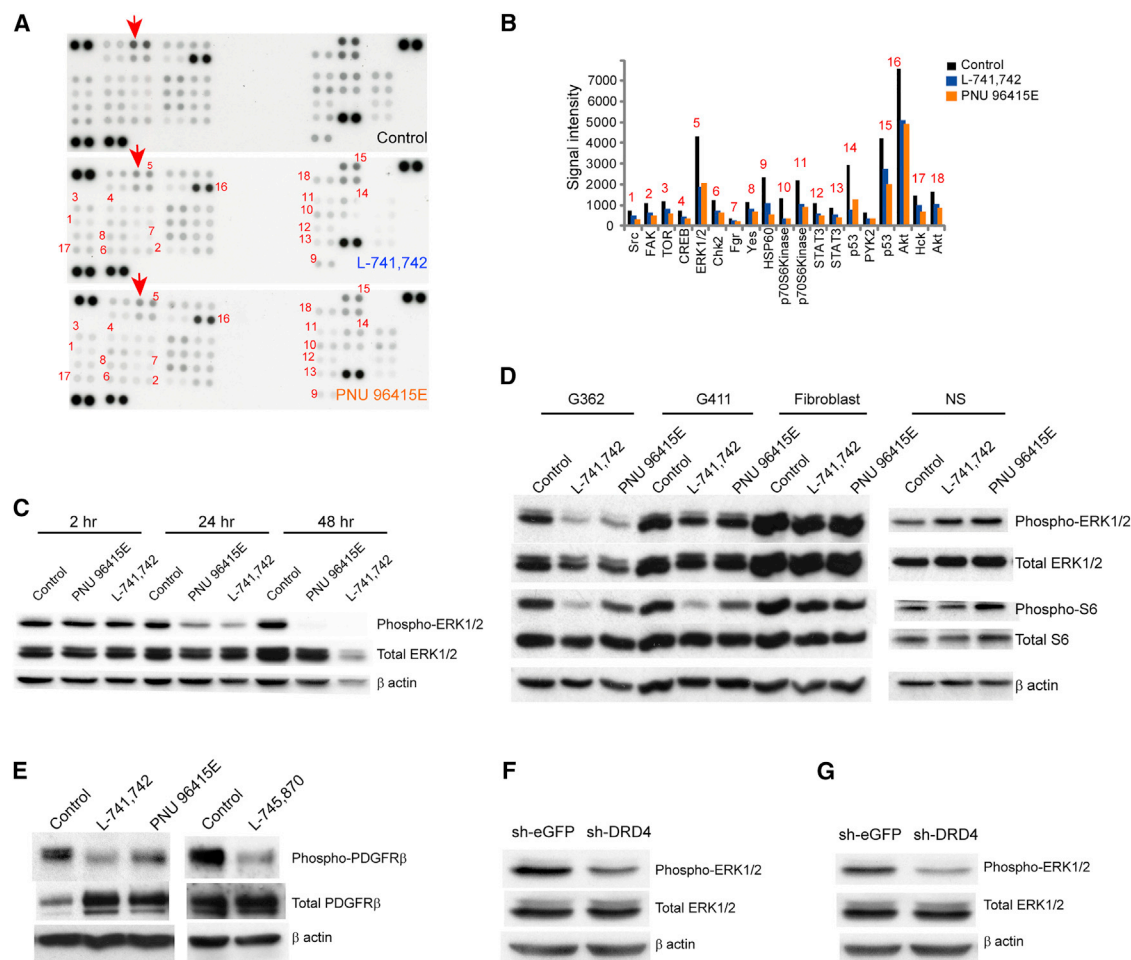 A
Control
5
18
15
3
4
16
11
14
1
10
8
7
12
13
17
6
2
9
L-741,742
5
15
18
16
3
4
11
14
1
10
8
7
12
17
6
2
13
9
PNU 96415E
B
Signal intensity
7000
6000
5000
4000
3000
2000
1000
0
1
2
3
4
5
6
7
8
9
10
11
12
13
14
15
16
17
18
Control
L-741,742
PNU 96415E
Src
FAK
TOR
CREB
ERK1/2
Chk2
Fgr
Yes
HSP60
p70S6Kinase
p70S6Kinase
STAT3
STAT3
p53
PYK2
p53
Akt
Hck
Akt
C
2 hr 24 hr 48 hr
Control PNU 96415E L-741,742 Control PNU 96415E L-741,742 Control PNU 96415E L-741,742
Phospho-ERK1/2
Total ERK1/2
β actin
D
G362 G411 Fibroblast NS
Control L-741,742 PNU 96415E Control L-741,742 PNU 96415E Control L-741,742 PNU 96415E Control L-741,742 PNU 96415E
Phospho-ERK1/2
Total ERK1/2
Phospho-S6
Total S6
β actin
E
Control L-741,742 PNU 96415E Control L-745,870
Phospho-PDGFRβ
Total PDGFRβ
β actin
F
sh-eGFP sh-DRD4
Phospho-ERK1/2
Total ERK1/2
β actin
G
sh-eGFP sh-DRD4
Phospho-ERK1/2
Total ERK1/2
β actin